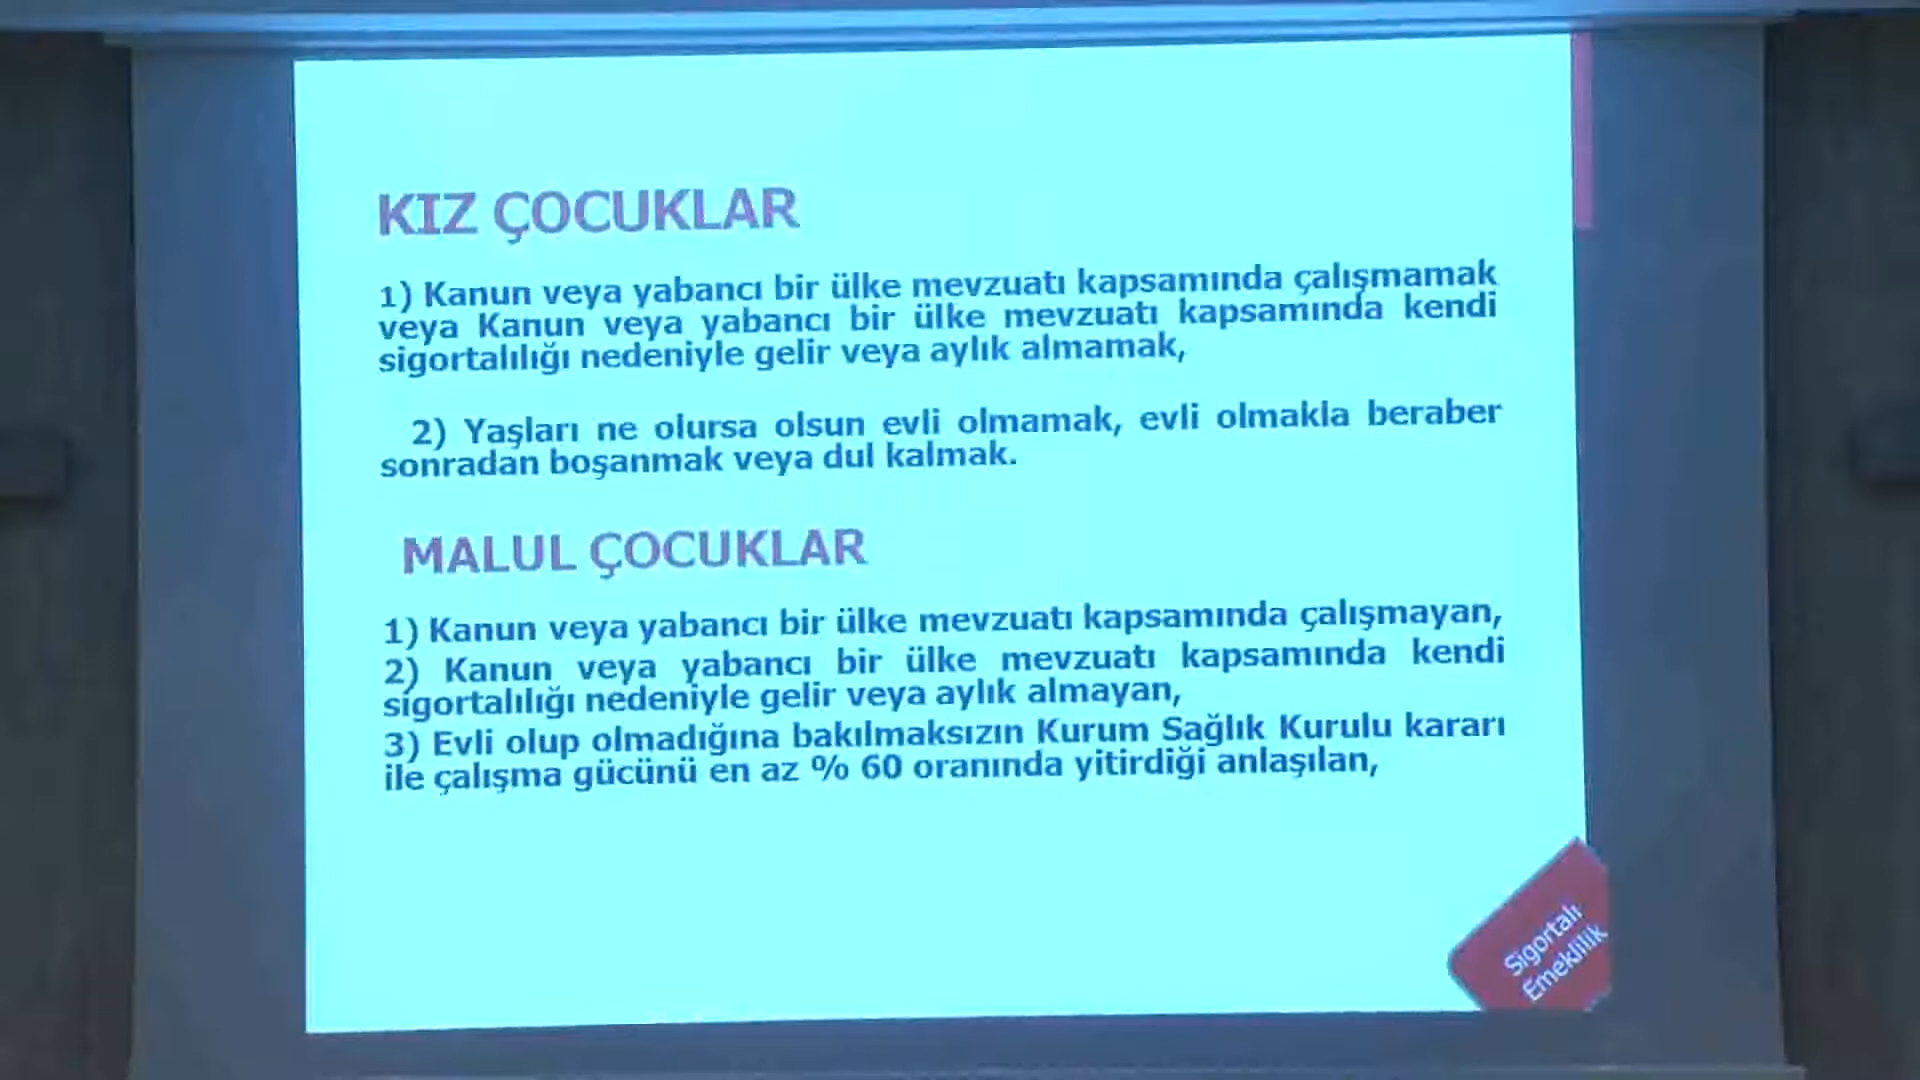 KIZ ÇOCUKLAR
1) Kanun veya yabancı bir ülke mevzuatı kapsamında çalışmamak
veya Kanun veya yabancı bir ülke mevzuatı kapsamında kendi
sigortalılığı nedeniyle gelir veya aylık almamak,
2) Yaşları ne olursa olsun evli olmamak, evli olmakla beraber
sonradan boşanmak veya dul kalmak.
MALUL ÇOCUKLAR
1) Kanun veya yabancı bir ülke mevzuatı kapsamında çalışmayan,
2) Kanun veya yabancı bir ülke mevzuatı kapsamında kendi
sigortalılığı nedeniyle gelir veya aylık almayan,
3) Evli olup olmadığına bakılmaksızın Kurum Sağlık Kurulu kararı
ile çalışma gücünü en az % 60 oranında yitirdiği anlaşılan,
Sigortalı
Emeklilik